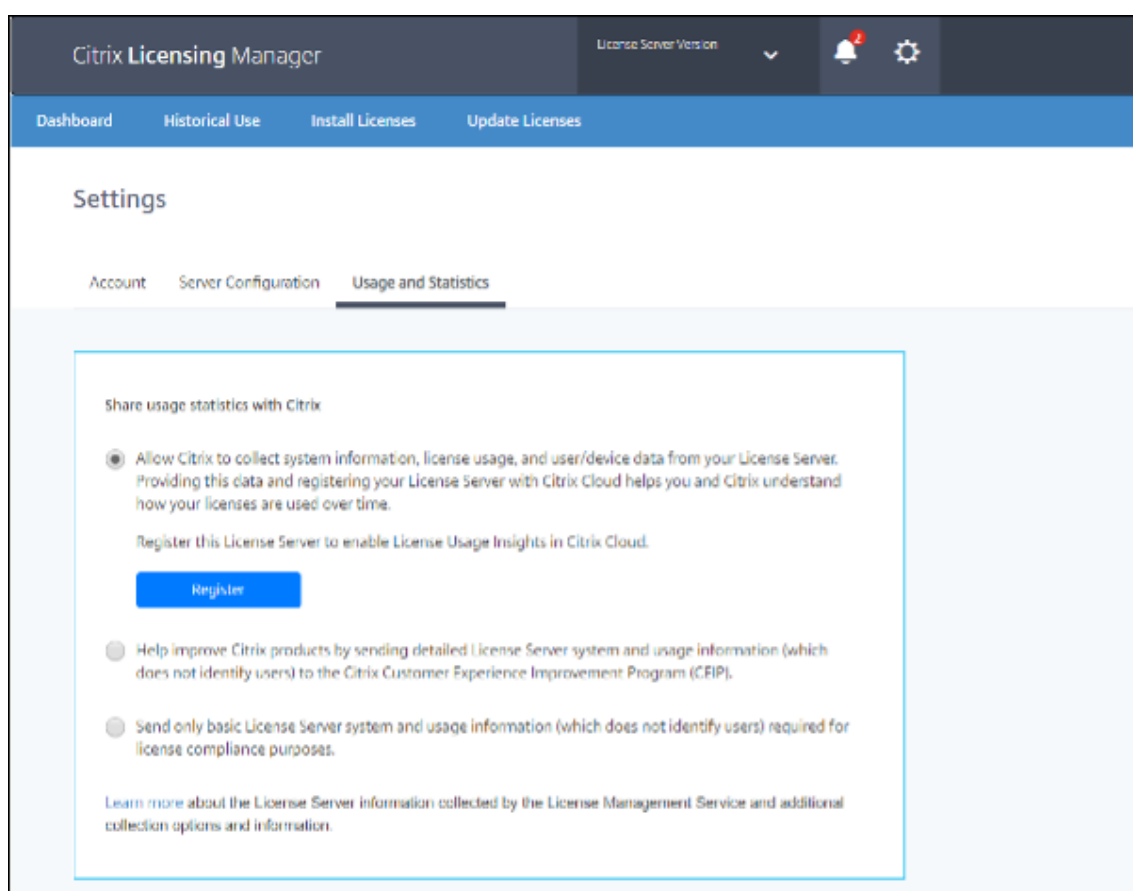 Citrix Licensing Manager
License Server Version
2
Dashboard Historical Use Install Licenses Update Licenses
Settings
Account Server Configuration Usage and Statistics
Share usage statistics with Citrix
Allow Citrix to collect system information, license usage, and user/device data from your License Server.
Providing this data and registering your License Server with Citrix Cloud helps you and Citrix understand
how your licenses are used over time.
Register this License Server to enable License Usage Insights in Citrix Cloud.
Register
Help improve Citrix products by sending detailed License Server system and usage information (which
does not identify users) to the Citrix Customer Experience Improvement Program (CEIP).
Send only basic License Server system and usage information (which does not identify users) required for
license compliance purposes.
Learn more about the License Server information collected by the License Management Service and additional
collection options and information.